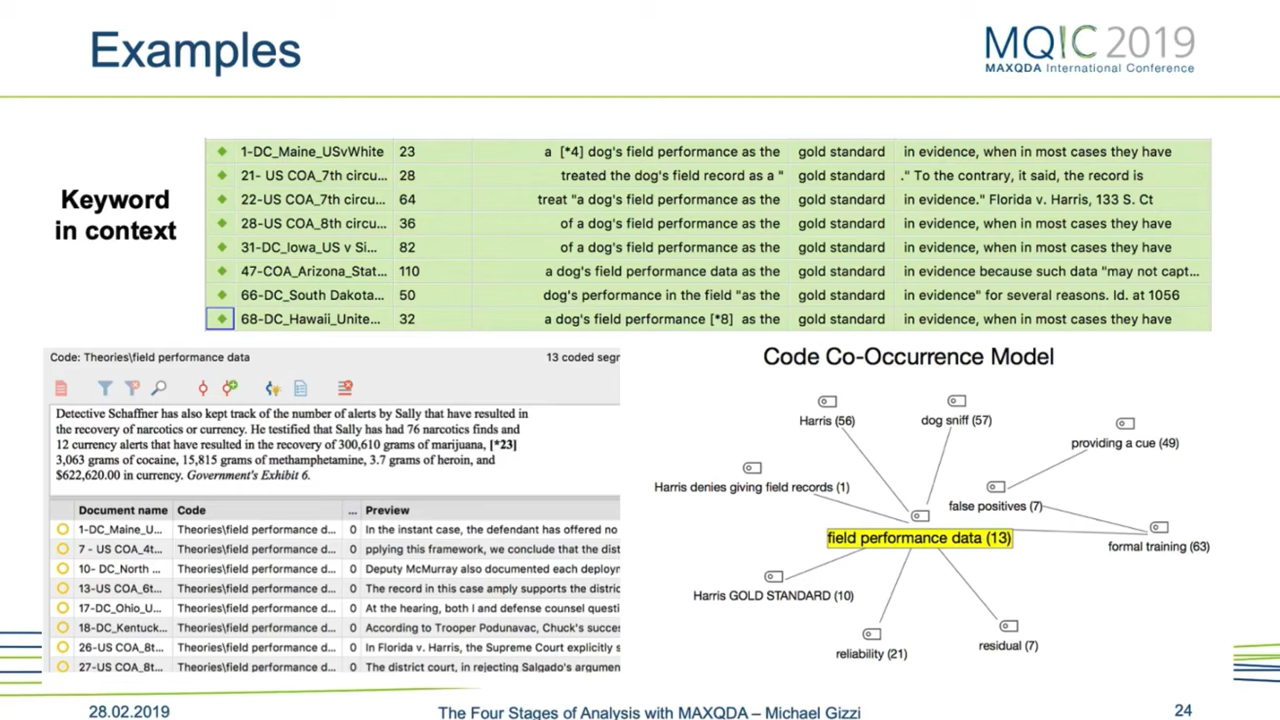 Examples
MQIC 2019
MAXQDA International Conference
Keyword
in context
1-DC_Maine_USvWhite 23 a [*4] dog's field performance as the gold standard in evidence, when in most cases they have
21- US COA_7th circu... 28 treated the dog's field record as a " gold standard ." To the contrary, it said, the record is
22-US COA_7th circu... 64 treat "a dog's field performance as the gold standard in evidence." Florida v. Harris, 133 S. Ct
28-US COA_8th circu... 36 of a dog's field performance as the gold standard in evidence, when in most cases they have
31-DC_Iowa_US v Si... 82 of a dog's field performance as the gold standard in evidence, when in most cases they have
47-COA_Arizona_Stat... 110 a dog's field performance data as the gold standard in evidence because such data "may not capt...
66-DC_South Dakota... 50 dog's performance in the field "as the gold standard in evidence" for several reasons. Id. at 1056
68-DC_Hawaii_Unite... 32 a dog's field performance [*8] as the gold standard in evidence, when in most cases they have
Code: Theories\field performance data 13 coded segr
Detective Schaffner has also kept track of the number of alerts by Sally that have resulted in
the recovery of narcotics or currency. He testified that Sally has had 76 narcotics finds and
12 currency alerts that have resulted in the recovery of 300,610 grams of marijuana, [*23]
3,063 grams of cocaine, 15,815 grams of methamphetamine, 3.7 grams of heroin, and
$622,620.00 in currency. Government's Exhibit 6.
Document name Code ... Preview
1-DC_Maine_U... Theories\field performance d... 0 In the instant case, the defendant has offered no
7 - US COA_4t... Theories\field performance d... 0 pplying this framework, we conclude that the dist
10- DC_North ... Theories\field performance d... 0 Deputy McMurray also documented each deployn
13-US COA_6t... Theories\field performance d... 0 The record in this case amply supports the distric
17-DC_Ohio_U... Theories\field performance d... 0 At the hearing, both I and defense counsel questi
18-DC_Kentuck... Theories\field performance d... 0 According to Trooper Podunavac, Chuck's succes
26-US COA_8t... Theories\field performance d... 0 In Florida v. Harris, the Supreme Court explicitly s
27-US COA_8t... Theories\field performance d... 0 The district court, in rejecting Salgado's argumen
Code Co-Occurrence Model
Harris (56)
dog sniff (57)
providing a cue (49)
Harris denies giving field records (1)
false positives (7)
field performance data (13)
formal training (63)
Harris GOLD STANDARD (10)
reliability (21)
residual (7)
28.02.2019
The Four Stages of Analysis with MAXQDA – Michael Gizzi
24